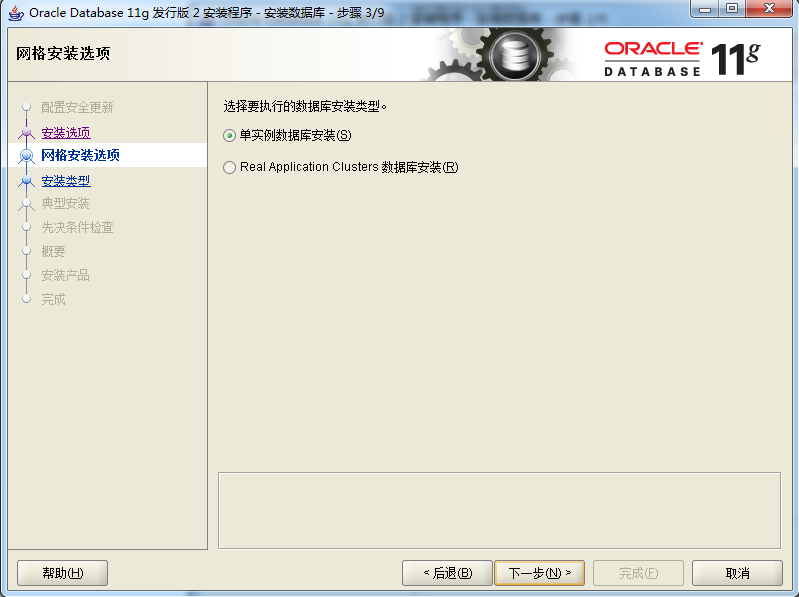 Oracle Database 11g 发行版 2 安装程序 - 安装数据库 - 步骤 3/9
网格安装选项
ORACLE
DATABASE 11g
配置安全更新
安装选项
网格安装选项
安装类型
典型安装
先决条件检查
概要
安装产品
完成
选择要执行的数据库安装类型。
单实例数据库安装(S)
Real Application Clusters 数据库安装(R)
帮助(H)
< 后退(B)
下一步(N) >
完成(F)
取消